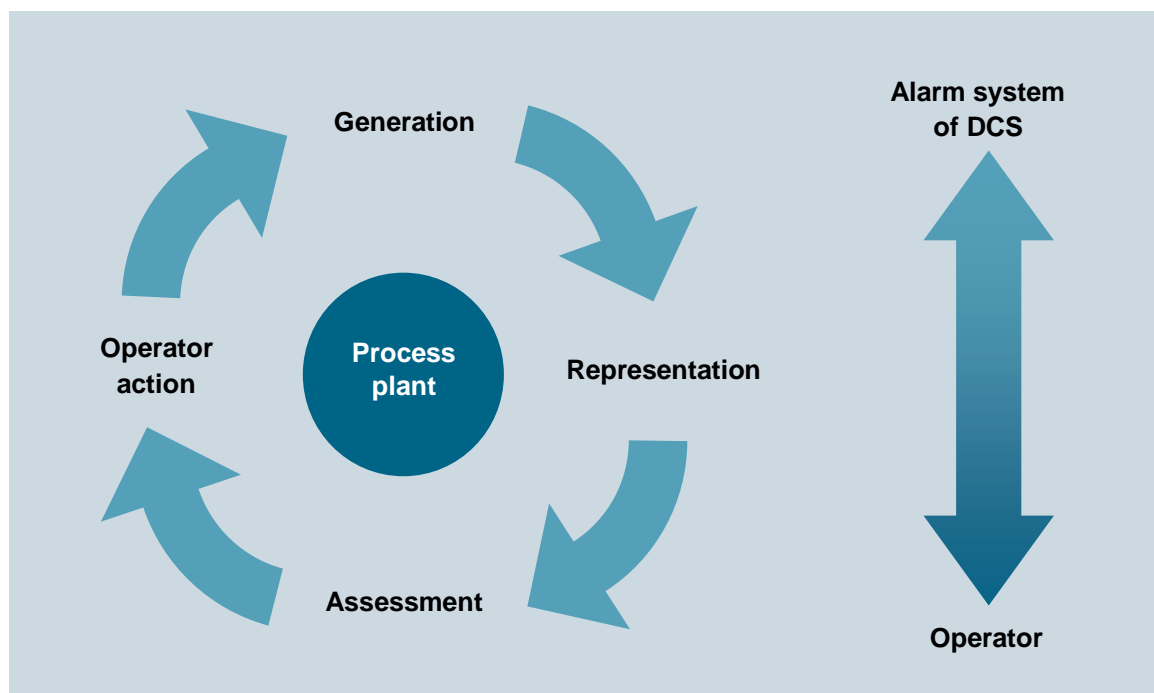 Generation
Alarm system
of DCS
Operator
action
Process
plant
Representation
Assessment
Operator